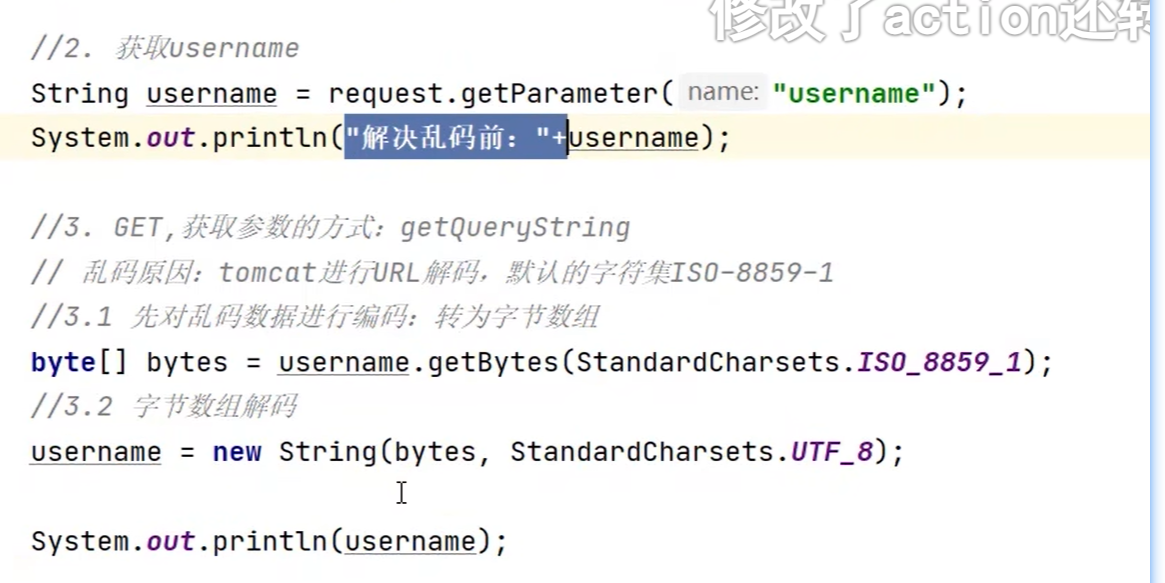 修改了action还转
//2. 获取username
String username = request.getParameter( name: "username");
System.out.println("解决乱码前："+username);
//3. GET,获取参数的方式：getQueryString
// 乱码原因：tomcat进行URL解码，默认的字符集ISO-8859-1
//3.1 先对乱码数据进行编码：转为字节数组
byte[] bytes = username.getBytes(StandardCharsets.ISO_8859_1);
//3.2 字节数组解码
username = new String(bytes, StandardCharsets.UTF_8);
System.out.println(username);